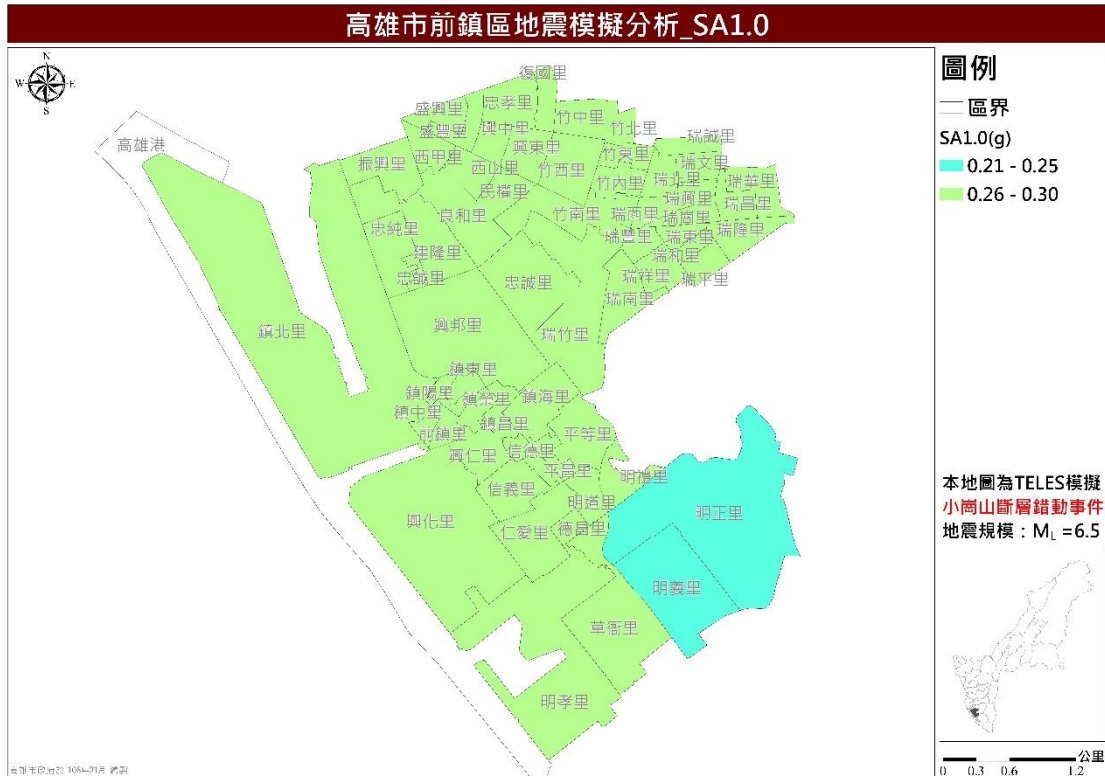 高雄市前鎮區地震模擬分析_SA1.0
N
W
E
S
圖例
區界
SA1.0(g)
0.21 - 0.25
0.26 - 0.30
高雄港
復國里
盛興里
忠孝里
竹中里
盛豐里
興中里
竹北里
瑞誠里
振興里
西甲里
興東里
竹東里
瑞文里
西山里
竹西里
民權里
竹內里
瑞北里
瑞華里
良和里
竹南里
瑞西里
瑞興里
瑞昌里
忠純里
瑞崗里
瑞豐里
瑞東里
瑞隆里
建隆里
瑞和里
忠誠里
忠誠里
瑞祥里
瑞平里
瑞南里
鎮北里
興邦里
瑞竹里
鎮東里
鎮陽里
鎮榮里
鎮海里
鎮中里
鎮昌里
前鎮里
平等里
興仁里
信德里
平昌里
明禮里
信義里
明道里
明正里
興化里
仁愛里
德昌里
明義里
草衙里
明孝里
本地圖為TELES模擬
小崗山斷層錯動事件
地震規模：ML =6.5
公里
0 0.3 0.6 1.2